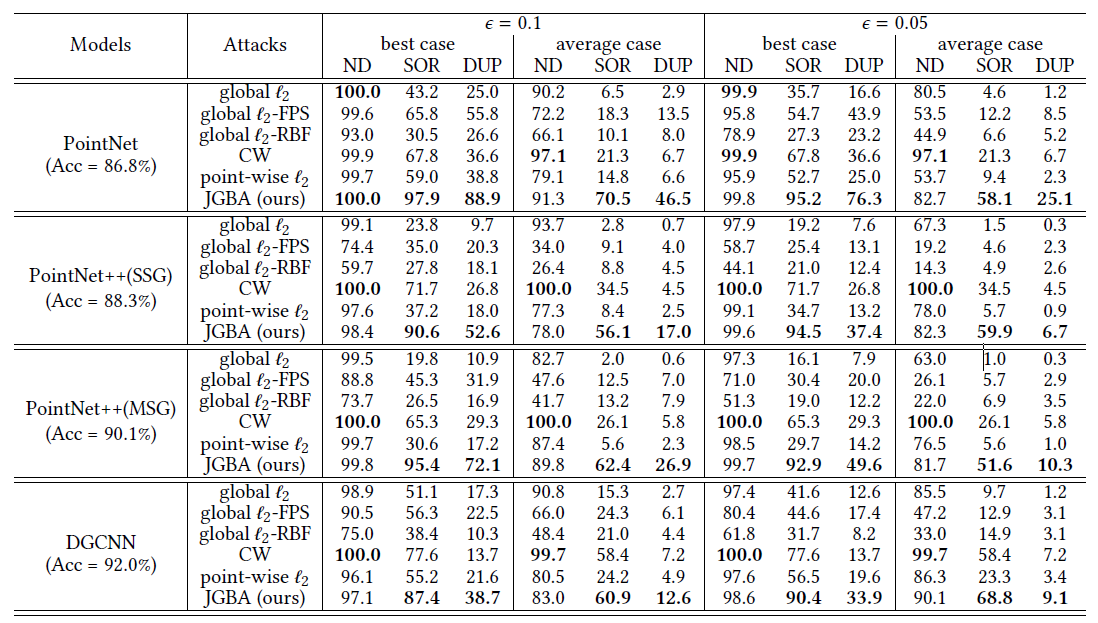 Models Attacks ϵ = 0.1 ϵ = 0.05
best case average case best case average case
ND SOR DUP ND SOR DUP ND SOR DUP ND SOR DUP
PointNet
(Acc = 86.8%)
global ℓ2 100.0 43.2 25.0 90.2 6.5 2.9 99.9 35.7 16.6 80.5 4.6 1.2
global ℓ2-FPS 99.6 65.8 55.8 72.2 18.3 13.5 95.8 54.7 43.9 53.5 12.2 8.5
global ℓ2-RBF 93.0 30.5 26.6 66.1 10.1 8.0 78.9 27.3 23.2 44.9 6.6 5.2
CW 99.9 67.8 36.6 97.1 21.3 6.7 99.9 67.8 36.6 97.1 21.3 6.7
point-wise ℓ2 99.7 59.0 38.8 79.1 14.8 6.6 95.9 52.7 25.0 53.7 9.4 2.3
JGBA (ours) 100.0 97.9 88.9 91.3 70.5 46.5 99.8 95.2 76.3 82.7 58.1 25.1
PointNet++(SSG)
(Acc = 88.3%)
global ℓ2 99.1 23.8 9.7 93.7 2.8 0.7 97.9 19.2 7.6 67.3 1.5 0.3
global ℓ2-FPS 74.4 35.0 20.3 34.0 9.1 4.0 58.7 25.4 13.1 19.2 4.6 2.3
global ℓ2-RBF 59.7 27.8 18.1 26.4 8.8 4.5 44.1 21.0 12.4 14.3 4.9 2.6
CW 100.0 71.7 26.8 100.0 34.5 4.5 100.0 71.7 26.8 100.0 34.5 4.5
point-wise ℓ2 97.6 37.2 18.0 77.3 8.4 2.5 99.1 34.7 13.2 78.0 5.7 0.9
JGBA (ours) 98.4 90.6 52.6 78.0 56.1 17.0 99.6 94.5 37.4 82.3 59.9 6.7
PointNet++(MSG)
(Acc = 90.1%)
global ℓ2 99.5 19.8 10.9 82.7 2.0 0.6 97.3 16.1 7.9 63.0 1.0 0.3
global ℓ2-FPS 88.8 45.3 31.9 47.6 12.5 7.0 71.0 30.4 20.0 26.1 5.7 2.9
global ℓ2-RBF 73.7 26.5 16.9 41.7 13.2 7.9 51.3 19.0 12.2 22.0 6.9 3.5
CW 100.0 65.3 29.3 100.0 26.1 5.8 100.0 65.3 29.3 100.0 26.1 5.8
point-wise ℓ2 99.7 30.6 17.2 87.4 5.6 2.3 98.5 29.7 14.2 76.5 5.6 1.0
JGBA (ours) 99.8 95.4 72.1 89.8 62.4 26.9 99.7 92.9 49.6 81.7 51.6 10.3
DGCNN
(Acc = 92.0%)
global ℓ2 98.9 51.1 17.3 90.8 15.3 2.7 97.4 41.6 12.6 85.5 9.7 1.2
global ℓ2-FPS 90.5 56.3 22.5 66.0 24.3 6.1 80.4 44.6 17.4 47.2 12.9 3.1
global ℓ2-RBF 75.0 38.4 10.3 48.4 21.0 4.4 61.8 31.7 8.2 33.0 14.9 3.1
CW 100.0 77.6 13.7 99.7 58.4 7.2 100.0 77.6 13.7 99.7 58.4 7.2
point-wise ℓ2 96.1 55.2 21.6 80.5 24.2 4.9 97.6 56.5 19.6 86.3 23.3 3.4
JGBA (ours) 97.1 87.4 38.7 83.0 60.9 12.6 98.6 90.4 33.9 90.1 68.8 9.1